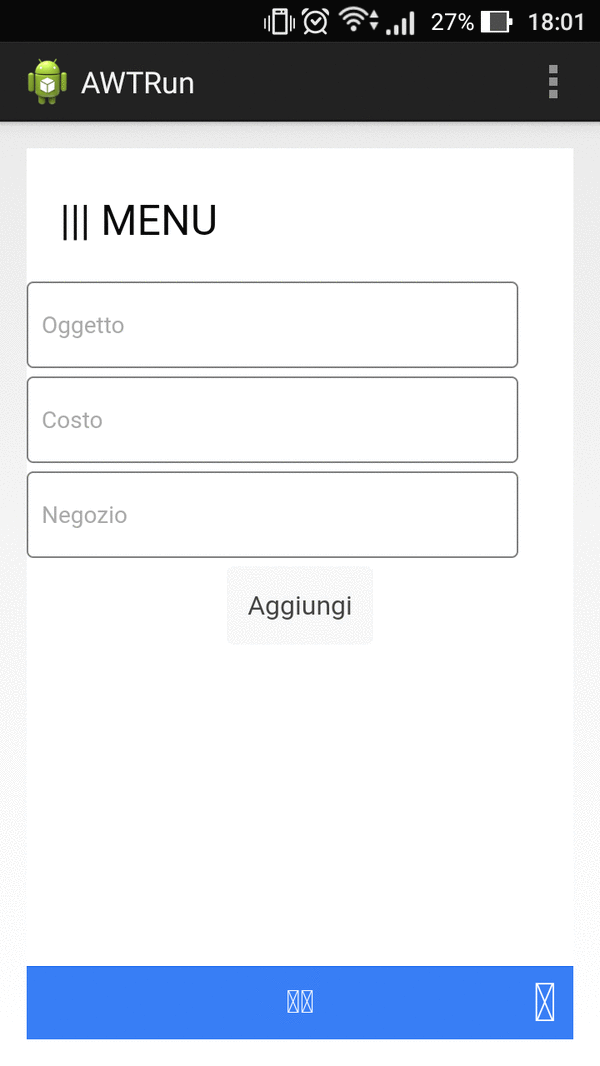 27% 18:01
AWTRun
||| MENU
Oggetto
Costo
Negozio
Aggiungi